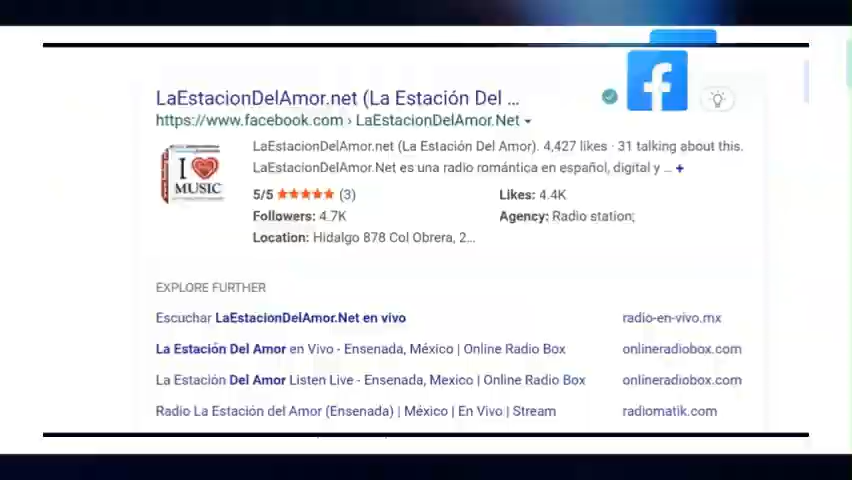 LaEstacionDelAmor.net (La Estación Del ...
https://www.facebook.com › LaEstacionDelAmor.Net
LaEstacionDelAmor.net (La Estación Del Amor). 4,427 likes · 31 talking about this.
LaEstacionDelAmor.Net es una radio romántica en español, digital y ... +
I MUSIC
5/5 ★★★★★ (3)
Likes: 4.4K
Followers: 4.7K
Agency: Radio station;
Location: Hidalgo 878 Col Obrera, 2...
EXPLORE FURTHER
Escuchar LaEstacionDelAmor.Net en vivo radio-en-vivo.mx
La Estación Del Amor en Vivo - Ensenada, México | Online Radio Box onlineradiobox.com
La Estación Del Amor Listen Live - Ensenada, Mexico | Online Radio Box onlineradiobox.com
Radio La Estación del Amor (Ensenada) | México | En Vivo | Stream radiomatik.com